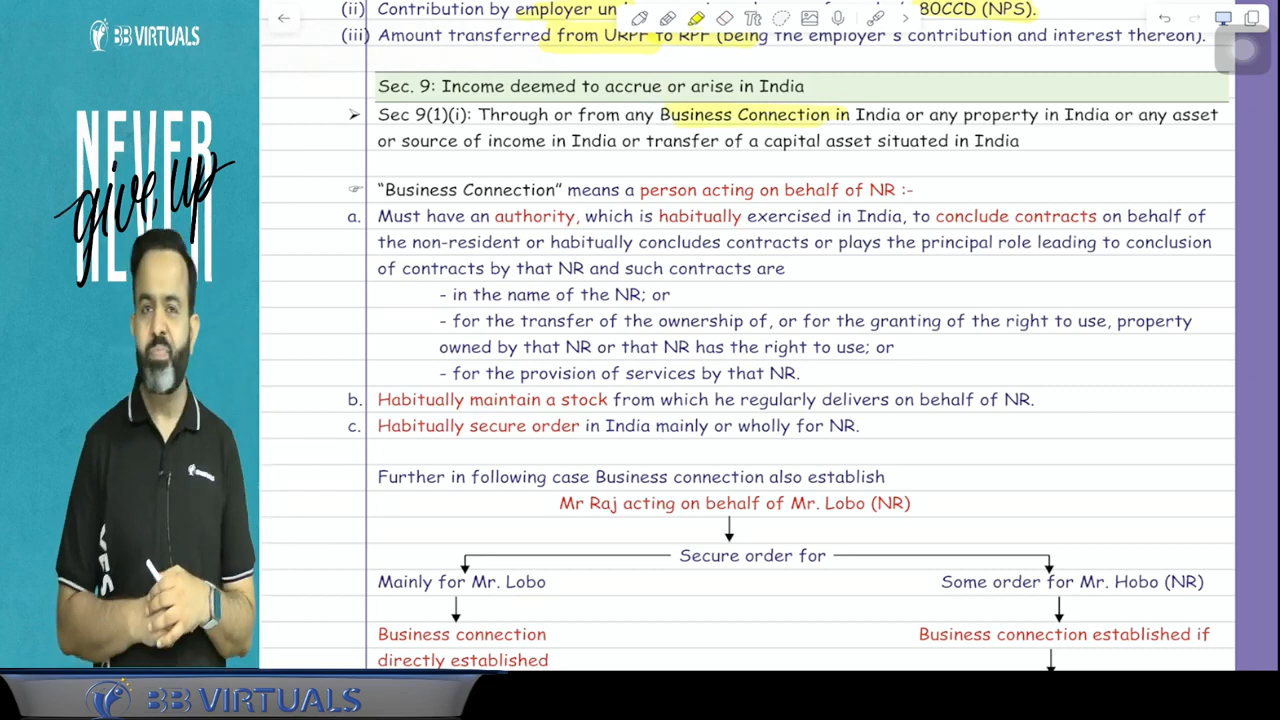 BB VIRTUALS
NEVER
give up
(ii) Contribution by employer 80CCD (NPS).
(iii) Amount transferred from URPF to RPF (being the employer's contribution and interest thereon).
Sec. 9: Income deemed to accrue or arise in India
➢ Sec 9(1)(i): Through or from any Business Connection in India or any property in India or any asset
or source of income in India or transfer of a capital asset situated in India
☞ “Business Connection” means a person acting on behalf of NR :-
a. Must have an authority, which is habitually exercised in India, to conclude contracts on behalf of
the non-resident or habitually concludes contracts or plays the principal role leading to conclusion
of contracts by that NR and such contracts are
- in the name of the NR; or
- for the transfer of the ownership of, or for the granting of the right to use, property
owned by that NR or that NR has the right to use; or
- for the provision of services by that NR.
b. Habitually maintain a stock from which he regularly delivers on behalf of NR.
c. Habitually secure order in India mainly or wholly for NR.
Further in following case Business connection also establish
Mr Raj acting on behalf of Mr. Lobo (NR)
Secure order for
Mainly for Mr. Lobo
Some order for Mr. Hobo (NR)
Business connection
directly established
Business connection established if
BB VIRTUALS